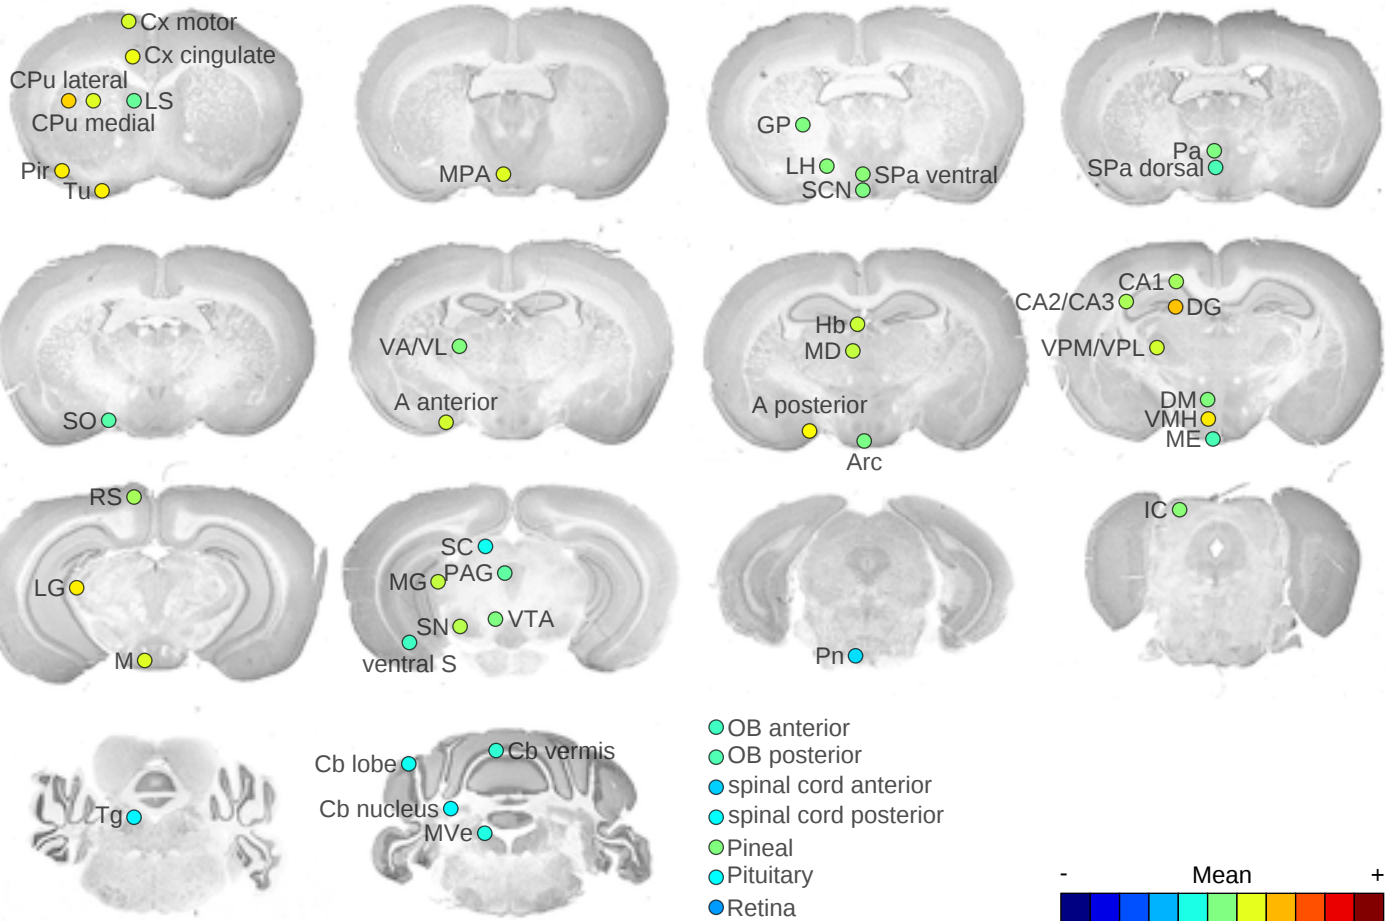 Cx motor
Cx cingulate
CPu lateral
LS
CPu medial
Pir
Tu
MPA
GP
LH
SPa ventral
SCN
Pa
SPa dorsal
SO
VA/VL
A anterior
Hb
MD
A posterior
Arc
CA1
CA2/CA3
DG
VPM/VPL
DM
VMH
ME
RS
LG
M
SC
PAG
MG
VTA
SN
ventral S
Pn
IC
Tg
Cb vermis
Cb lobe
Cb nucleus
MVe
OB anterior
OB posterior
spinal cord anterior
spinal cord posterior
Pineal
Pituitary
Retina
- Mean +